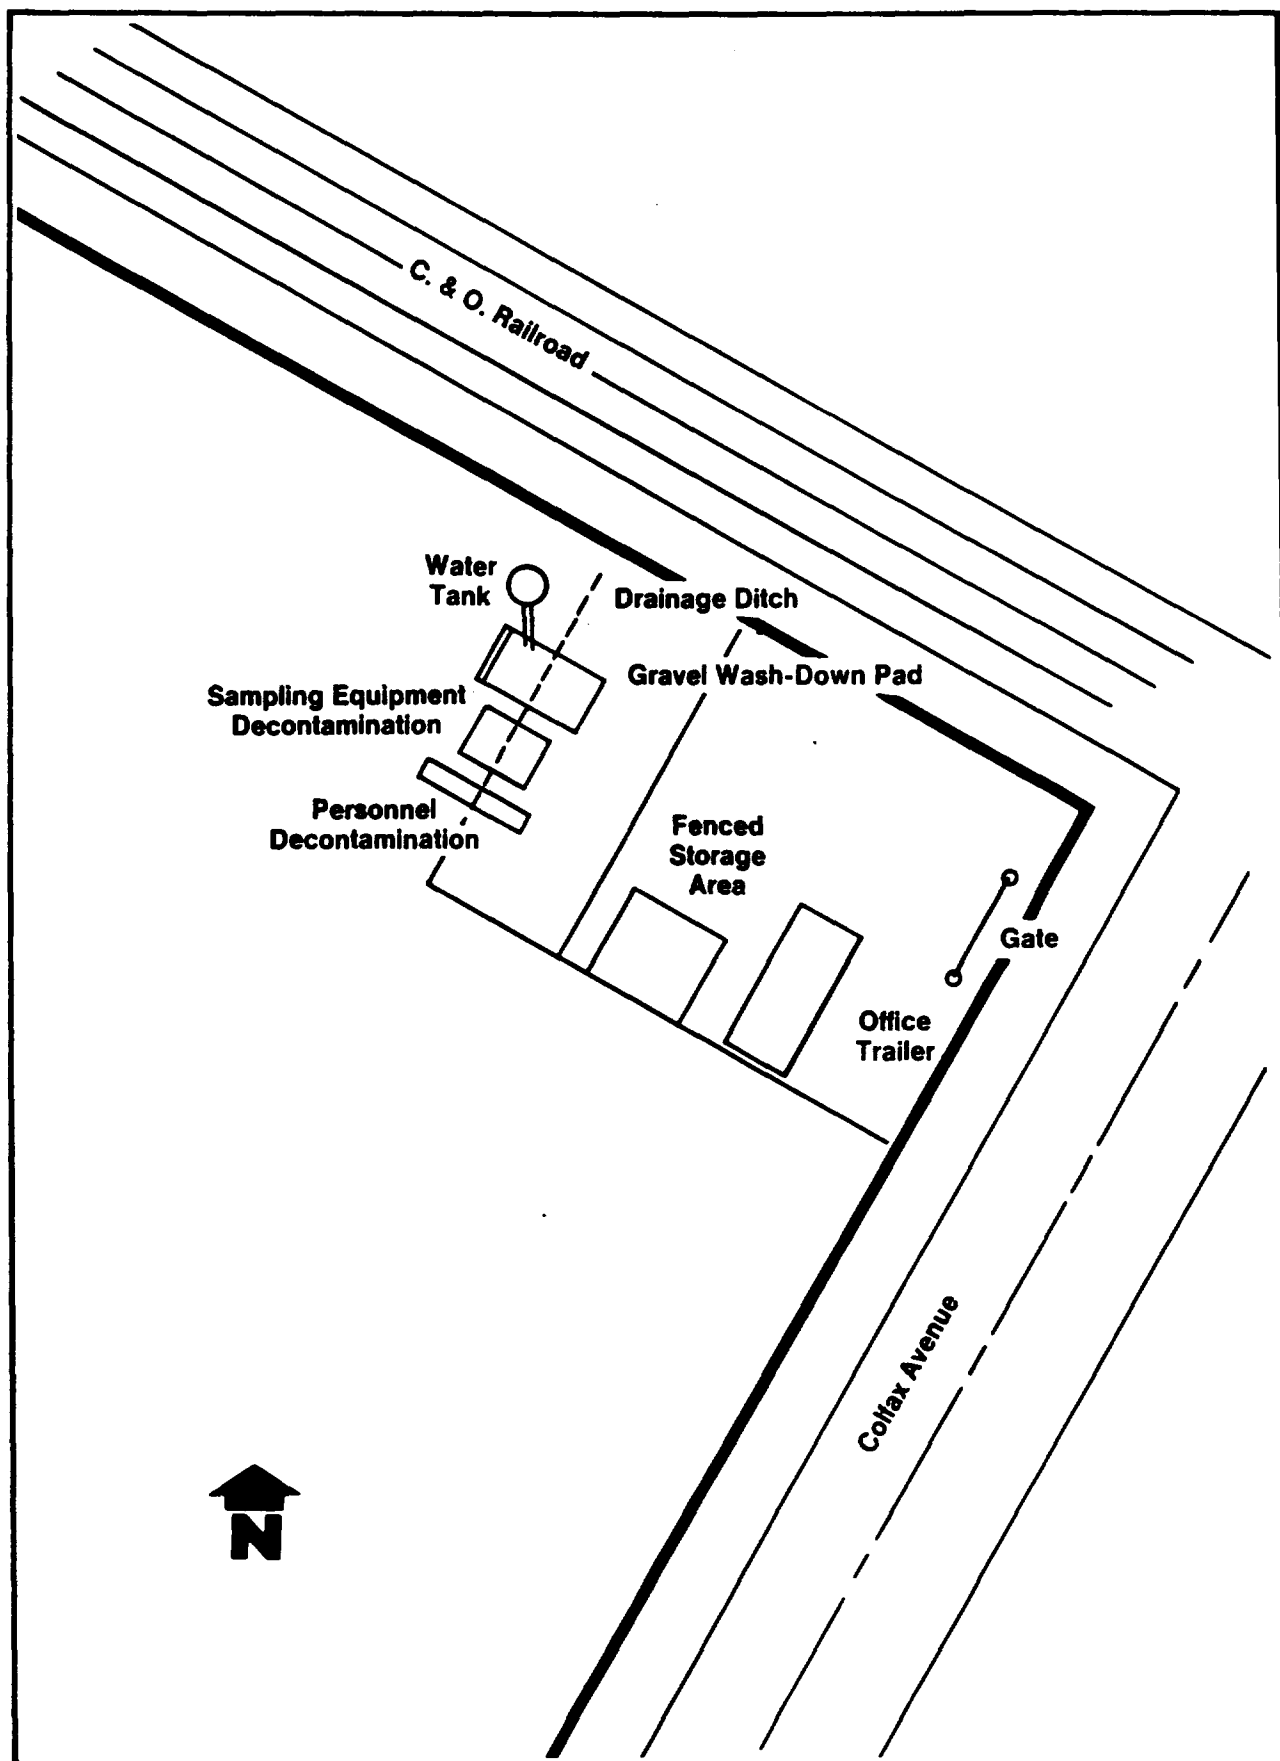 C. & O. Railroad
Water
Tank
Drainage Ditch
Gravel Wash-Down Pad
Sampling Equipment
Decontamination
Personnel
Decontamination
Fenced
Storage
Area
Gate
Office
Trailer
Colfax Avenue
N